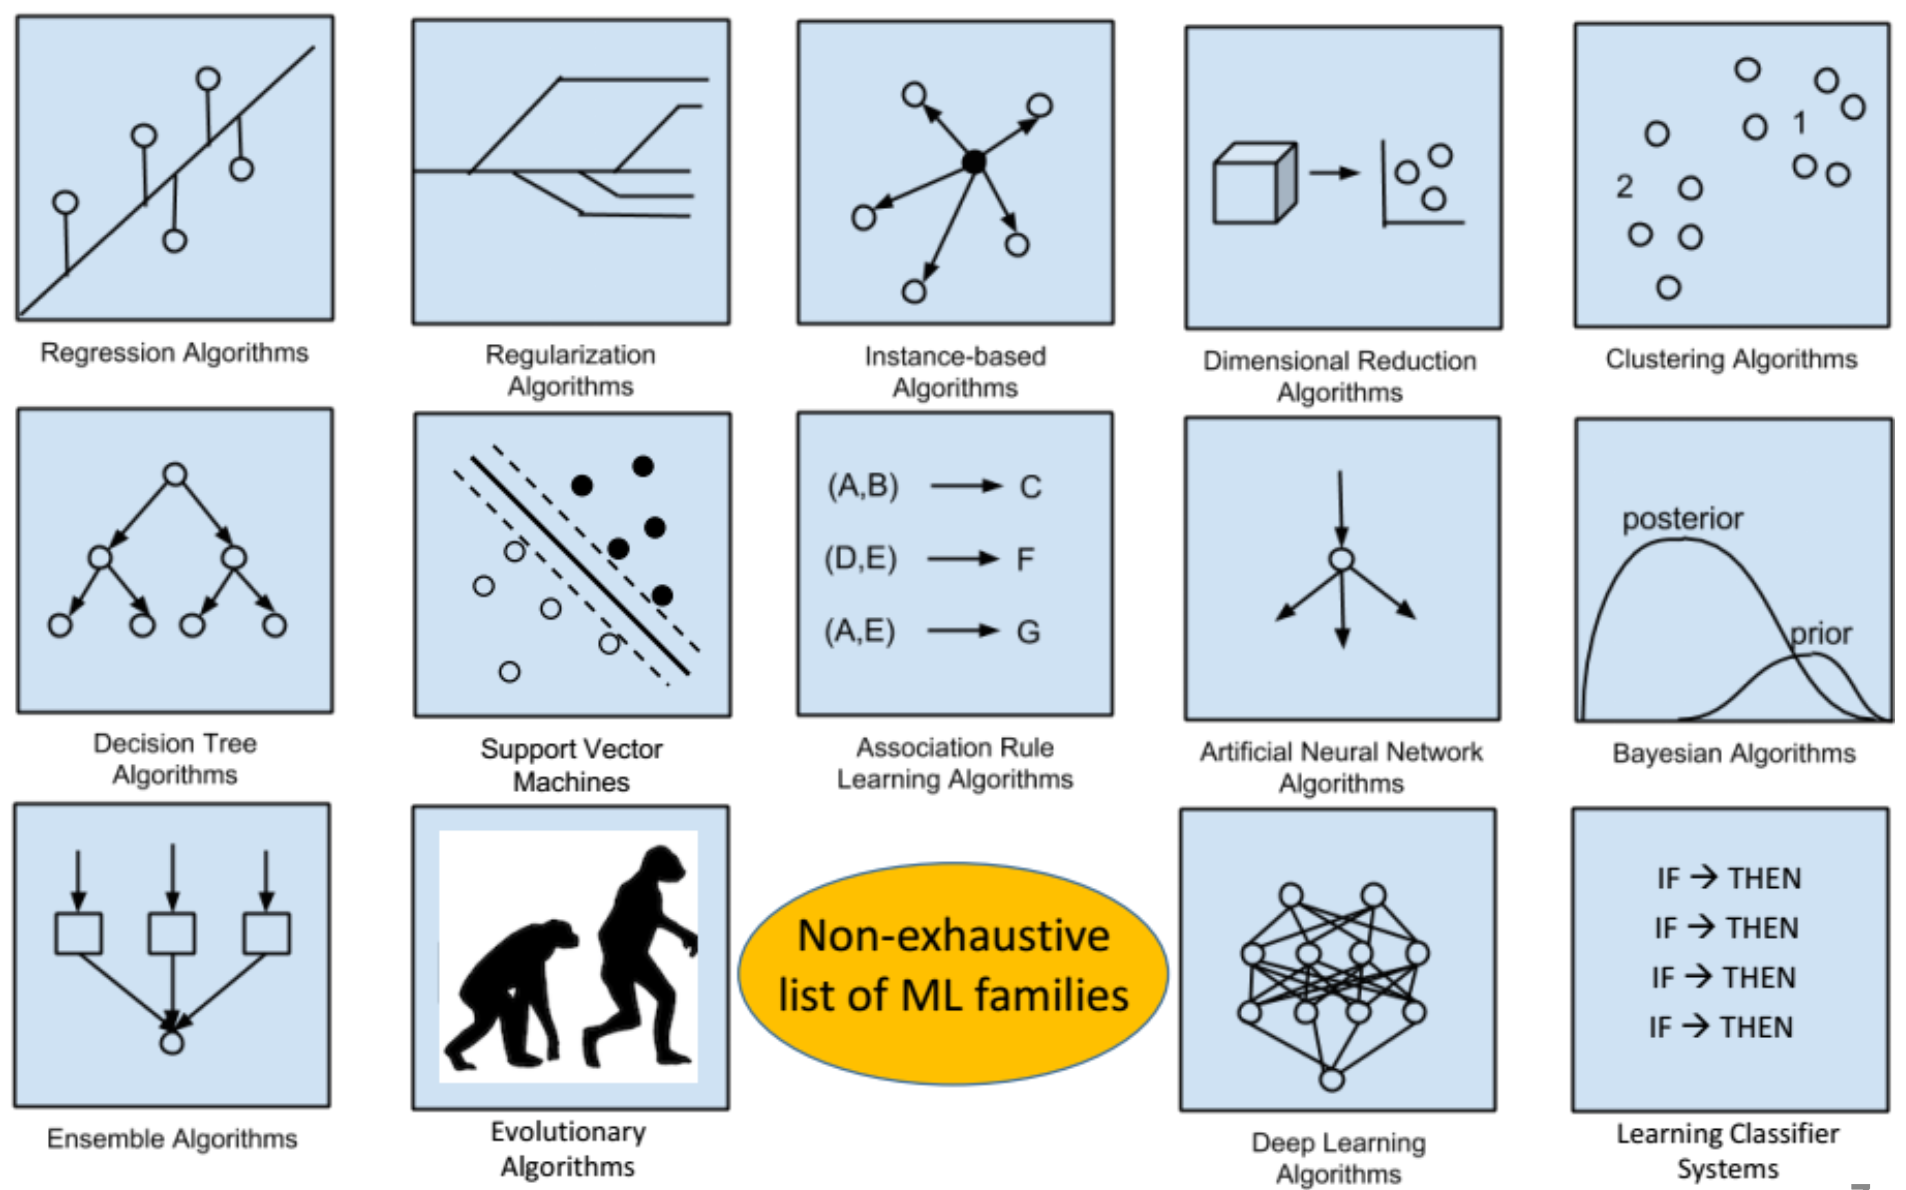 1
2
Regression Algorithms
Regularization
Algorithms
Instance-based
Algorithms
Dimensional Reduction
Algorithms
Clustering Algorithms
(A,B) → C
(D,E) → F
(A,E) → G
posterior
prior
Decision Tree
Algorithms
Support Vector
Machines
Association Rule
Learning Algorithms
Artificial Neural Network
Algorithms
Bayesian Algorithms
Non-exhaustive
list of ML families
IF → THEN
IF → THEN
IF → THEN
IF → THEN
Ensemble Algorithms
Evolutionary
Algorithms
Deep Learning
Algorithms
Learning Classifier
Systems